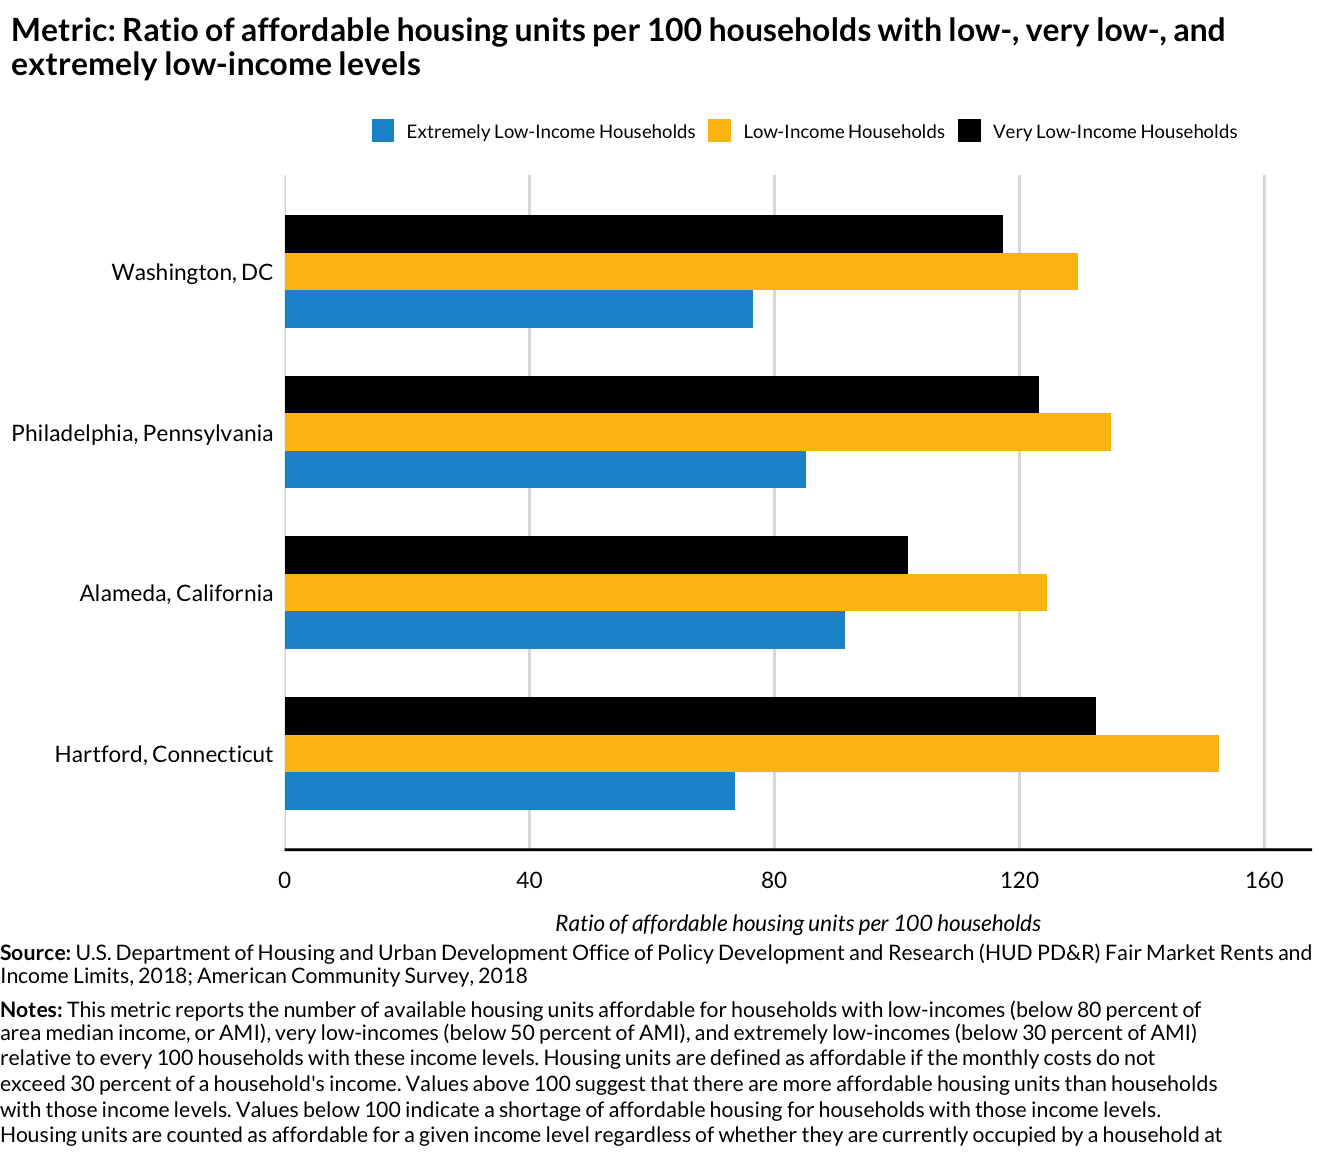 Metric: Ratio of affordable housing units per 100 households with low-, very low-, and
extremely low-income levels
Extremely Low-Income Households
Low-Income Households
Very Low-Income Households
Washington, DC
Philadelphia, Pennsylvania
Alameda, California
Hartford, Connecticut
0
40
80
120
160
Ratio of affordable housing units per 100 households
Source: U.S. Department of Housing and Urban Development Office of Policy Development and Research (HUD PD&R) Fair Market Rents and
Income Limits, 2018; American Community Survey, 2018
Notes: This metric reports the number of available housing units affordable for households with low-incomes (below 80 percent of
area median income, or AMI), very low-incomes (below 50 percent of AMI), and extremely low-incomes (below 30 percent of AMI)
relative to every 100 households with these income levels. Housing units are defined as affordable if the monthly costs do not
exceed 30 percent of a household's income. Values above 100 suggest that there are more affordable housing units than households
with those income levels. Values below 100 indicate a shortage of affordable housing for households with those income levels.
Housing units are counted as affordable for a given income level regardless of whether they are currently occupied by a household at